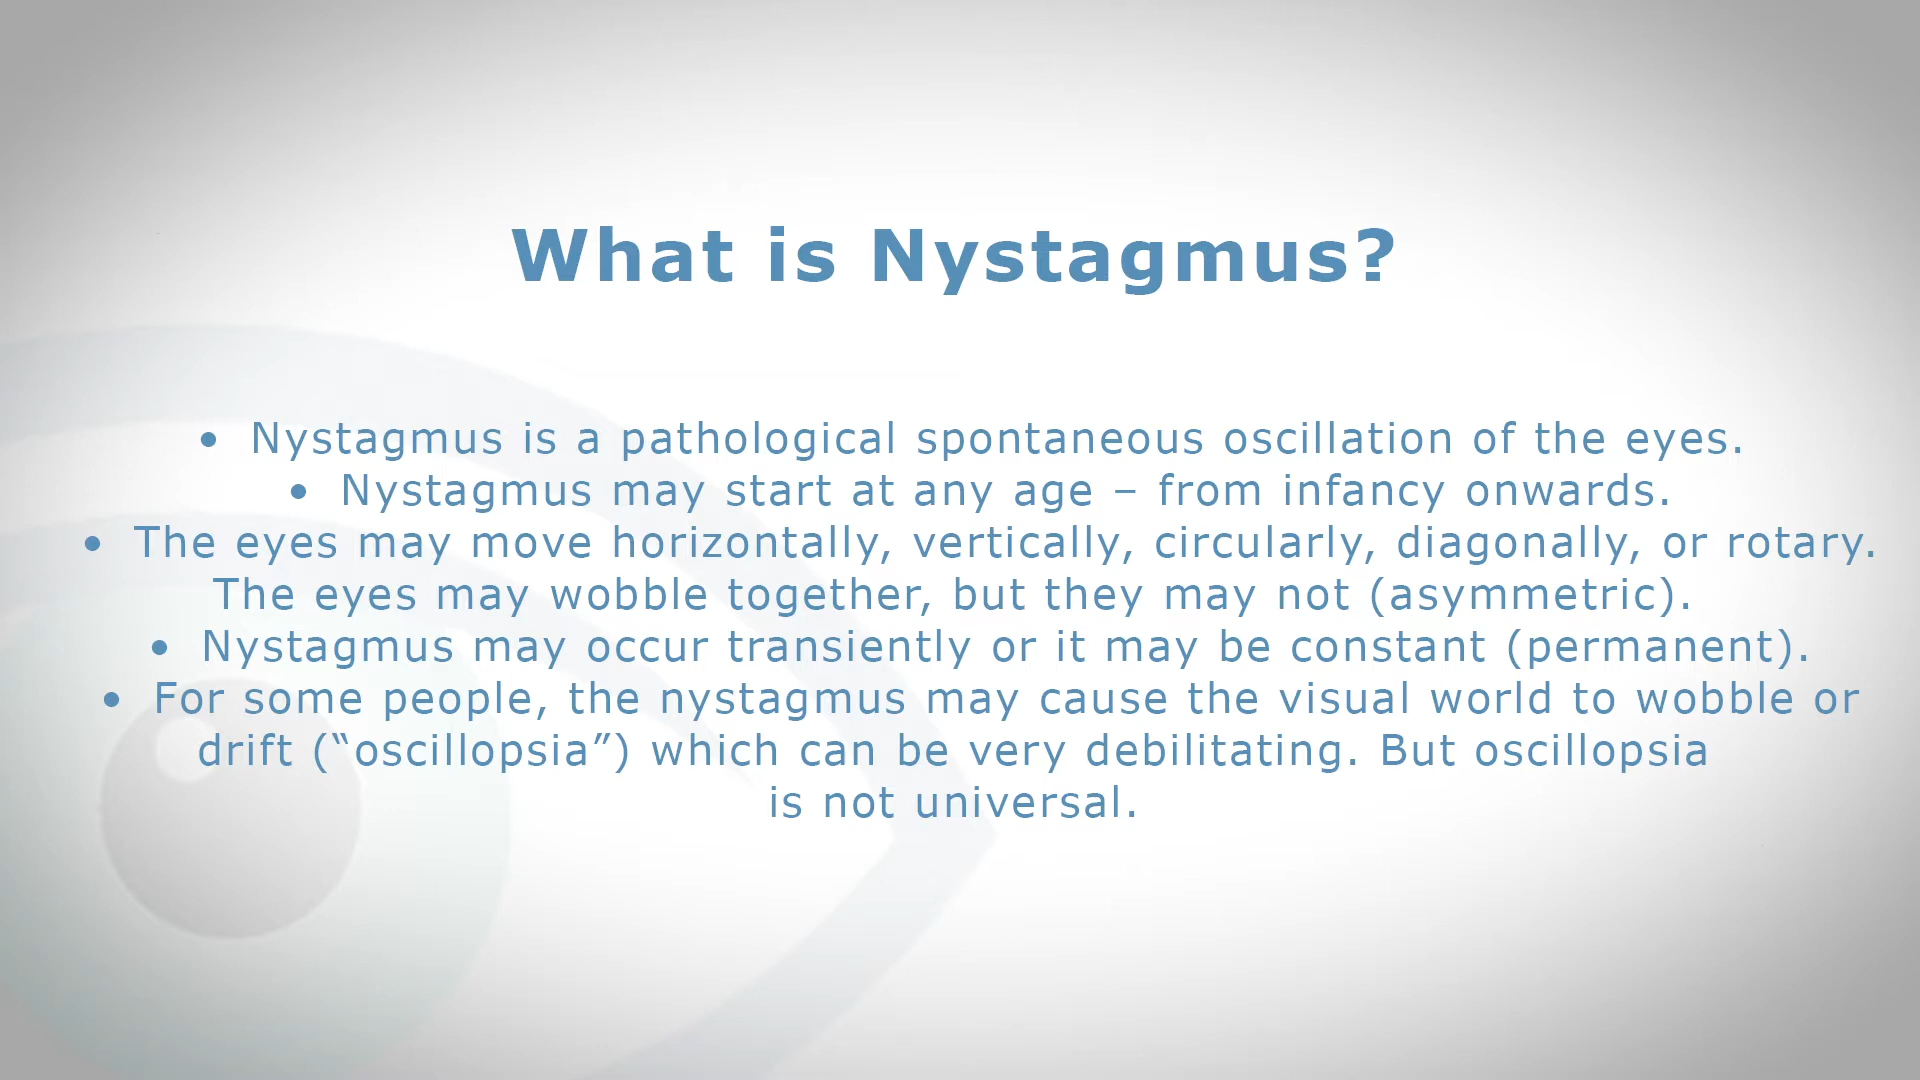 What is Nystagmus?
• Nystagmus is a pathological spontaneous oscillation of the eyes.
• Nystagmus may start at any age – from infancy onwards.
• The eyes may move horizontally, vertically, circularly, diagonally, or rotary.
The eyes may wobble together, but they may not (asymmetric).
• Nystagmus may occur transiently or it may be constant (permanent).
• For some people, the nystagmus may cause the visual world to wobble or
drift (“oscillopsia”) which can be very debilitating. But oscillopsia
is not universal.